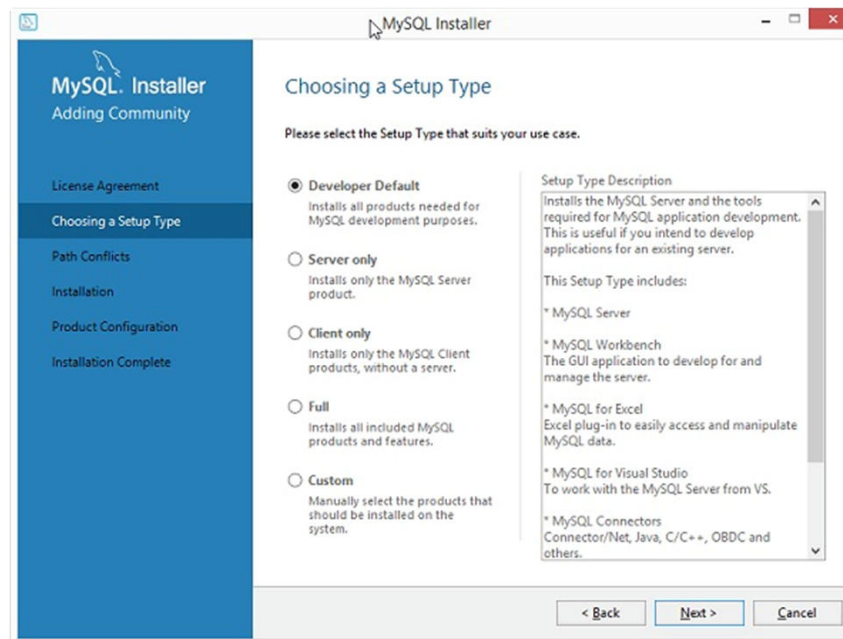 MySQL Installer
MySQL. Installer
Adding Community
License Agreement
Choosing a Setup Type
Path Conflicts
Installation
Product Configuration
Installation Complete
Choosing a Setup Type
Please select the Setup Type that suits your use case.
Developer Default
Installs all products needed for
MySQL development purposes.
Server only
Installs only the MySQL Server
product.
Client only
Installs only the MySQL Client
products, without a server.
Full
Installs all included MySQL
products and features.
Custom
Manually select the products that
should be installed on the
system.
Setup Type Description
Installs the MySQL Server and the tools
required for MySQL application development.
This is useful if you intend to develop
applications for an existing server.
This Setup Type includes:
* MySQL Server
* MySQL Workbench
The GUI application to develop for and
manage the server.
* MySQL for Excel
Excel plug-in to easily access and manipulate
MySQL data.
* MySQL for Visual Studio
To work with the MySQL Server from VS.
* MySQL Connectors
Connector/Net, Java, C/C++, OBDC and
others.
< Back
Next >
Cancel